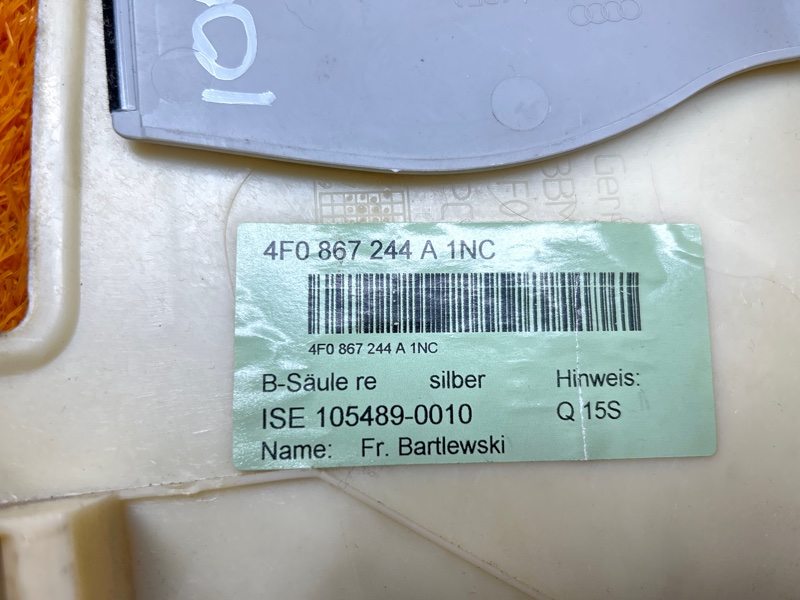 4F0 867 244 A 1NC
4F0 867 244 A 1NC
B-Säule re silber Hinweis:
ISE 105489-0010 Q 15S
Name: Fr. Bartlewski